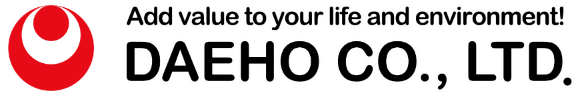 Add value to your life and environment!
DAEHO CO., LTD.